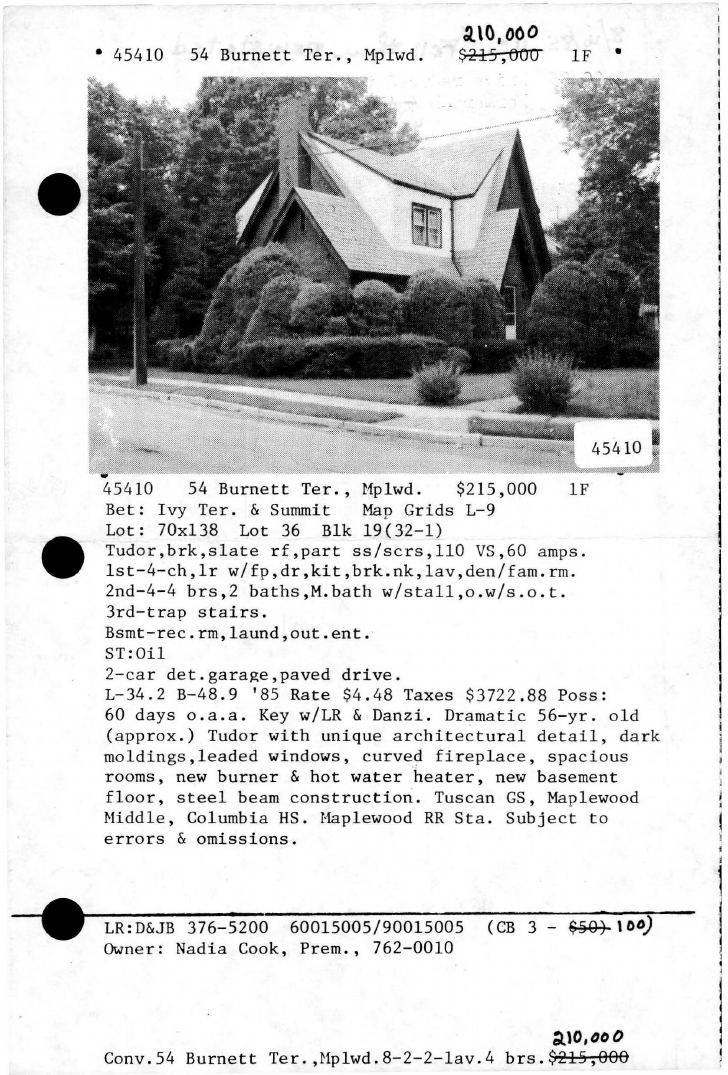 210,000
45410 54 Burnett Ter., Mplwd. $215,000 1F
45410
45410 54 Burnett Ter., Mplwd. $215,000 1F
Bet: Ivy Ter. & Summit Map Grids L-9
Lot: 70x138 Lot 36 Blk 19(32-1)
Tudor,brk,slate rf,part ss/scrs,110 VS,60 amps.
1st-4-ch,lr w/fp,dr,kit,brk.nk,lav,den/fam.rm.
2nd-4-4 brs,2 baths,M.bath w/stall,o.w/s.o.t.
3rd-trap stairs.
Bsmt-rec.rm,laund,out.ent.
ST:Oil
2-car det.garage,paved drive.
L-34.2 B-48.9 '85 Rate $4.48 Taxes $3722.88 Poss:
60 days o.a.a. Key w/LR & Danzi. Dramatic 56-yr. old
(approx.) Tudor with unique architectural detail, dark
moldings,leaded windows, curved fireplace, spacious
rooms, new burner & hot water heater, new basement
floor, steel beam construction. Tuscan GS, Maplewood
Middle, Columbia HS. Maplewood RR Sta. Subject to
errors & omissions.
LR:D&JB 376-5200 60015005/90015005 (CB 3 - $50) 100)
Owner: Nadia Cook, Prem., 762-0010
210,000
Conv.54 Burnett Ter.,Mplwd.8-2-2-lav.4 brs.$215,000